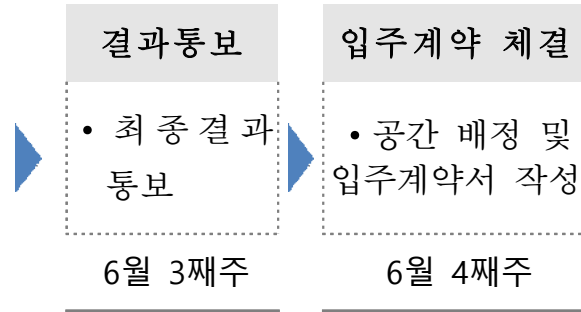 결과통보
• 최종결과
통보
6월 3째주
입주계약 체결
• 공간 배정 및
입주계약서 작성
6월 4째주